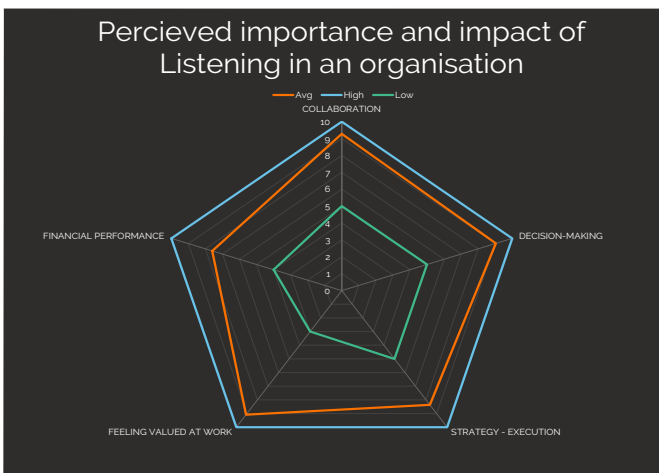 Percieved importance and impact of
Listening in an organisation
Avg High Low
COLLABORATION
10
9
8
7
6
5
4
3
2
1
0
FINANCIAL PERFORMANCE
DECISION-MAKING
FEELING VALUED AT WORK
STRATEGY - EXECUTION